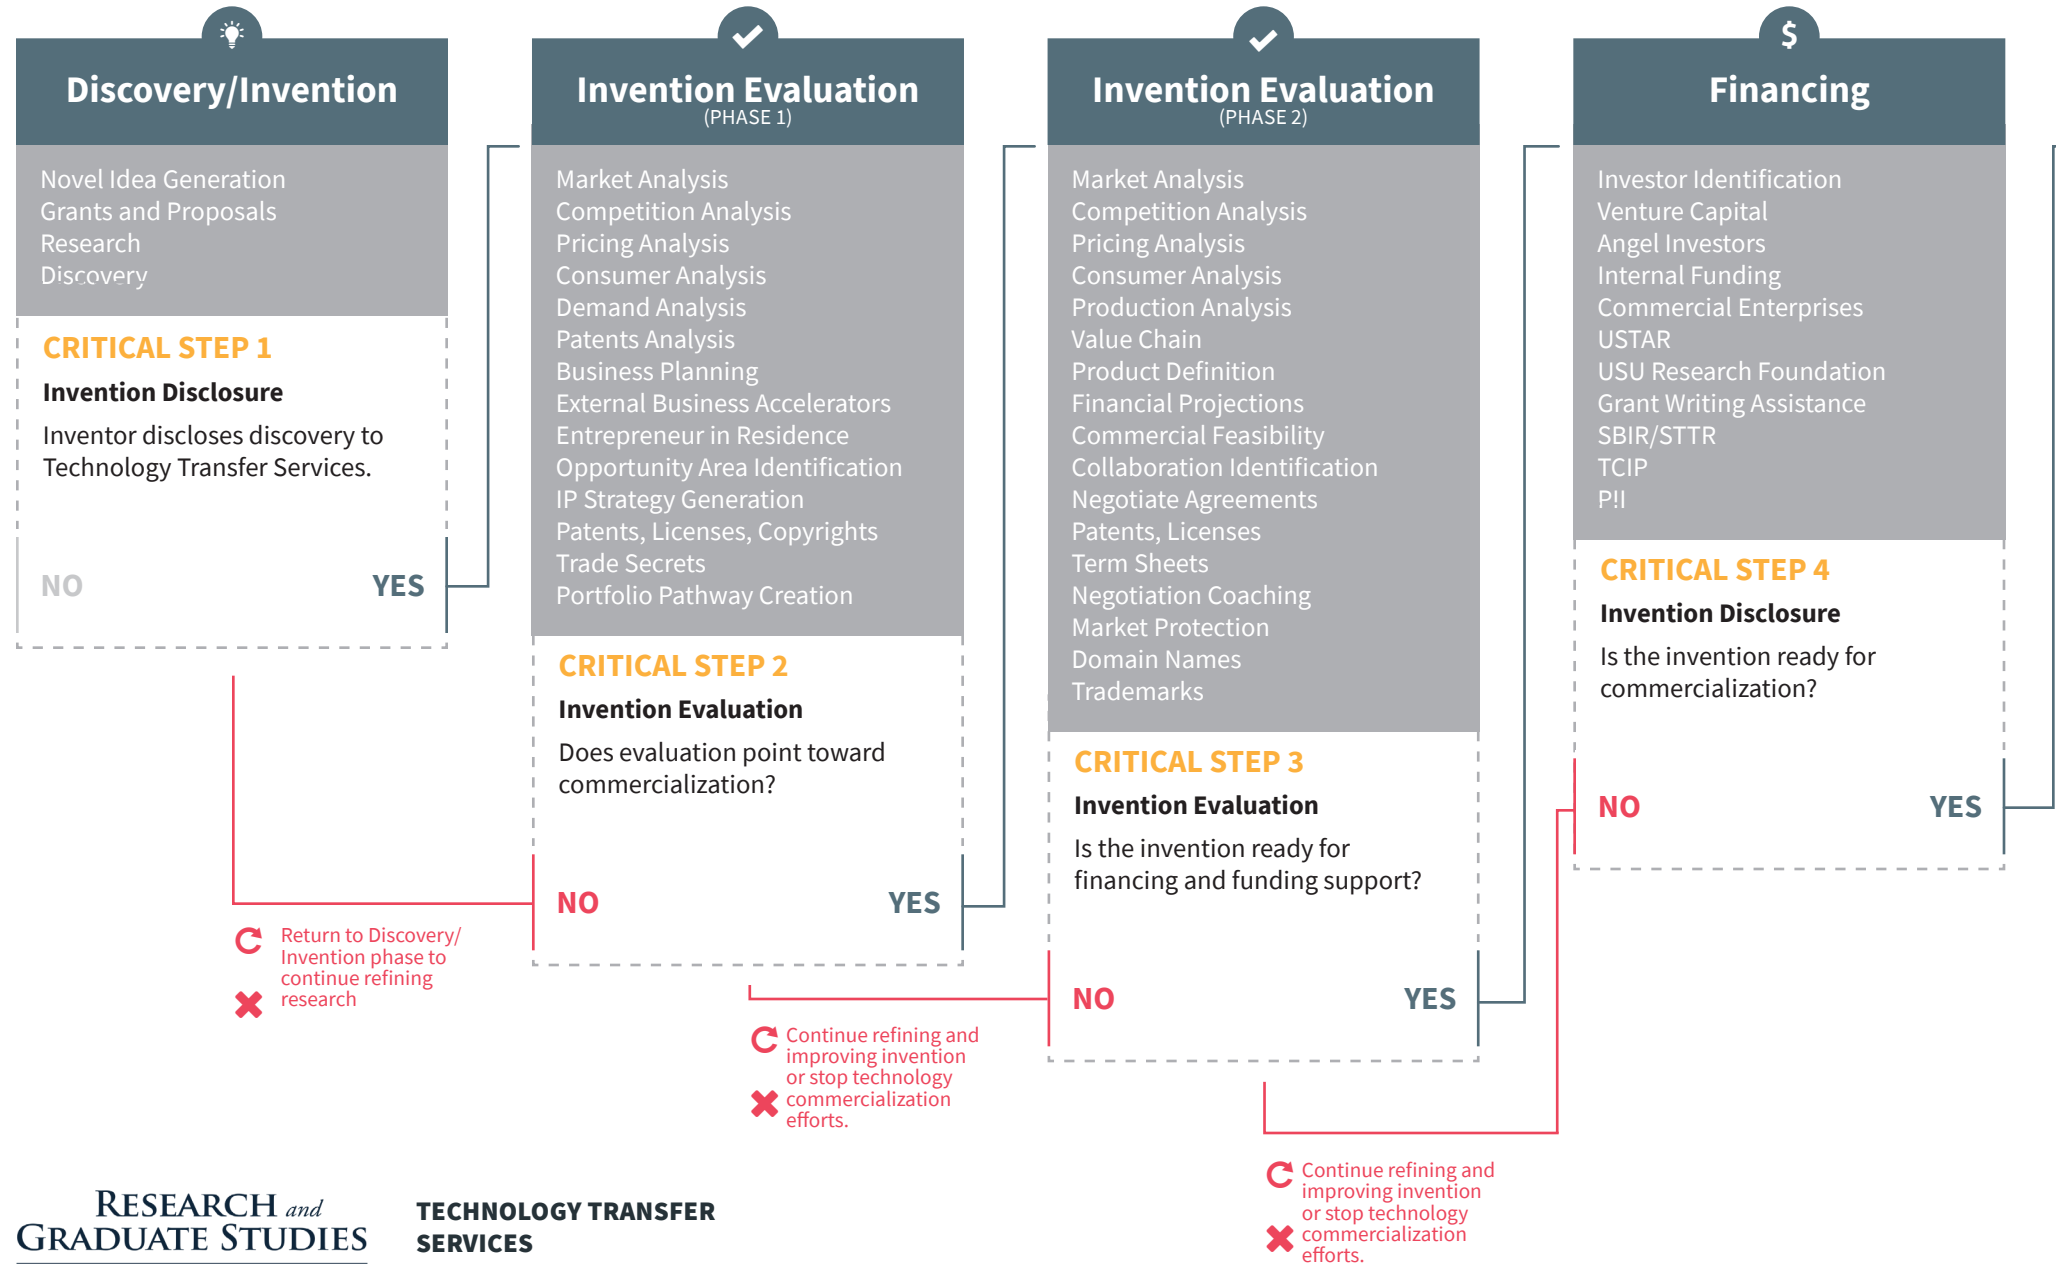 Discovery/Invention
Novel Idea Generation
Grants and Proposals
Research
Discovery
CRITICAL STEP 1
Invention Disclosure
Inventor discloses discovery to
Technology Transfer Services.
NO
YES
Return to Discovery/
Invention phase to
continue refining
research
Invention Evaluation
(PHASE 1)
Market Analysis
Competition Analysis
Pricing Analysis
Consumer Analysis
Demand Analysis
Patents Analysis
Business Planning
External Business Accelerators
Entrepreneur in Residence
Opportunity Area Identification
IP Strategy Generation
Patents, Licenses, Copyrights
Trade Secrets
Portfolio Pathway Creation
CRITICAL STEP 2
Invention Evaluation
Does evaluation point toward
commercialization?
NO
YES
Continue refining and
improving invention
or stop technology
commercialization
efforts.
Invention Evaluation
(PHASE 2)
Market Analysis
Competition Analysis
Pricing Analysis
Consumer Analysis
Production Analysis
Value Chain
Product Definition
Financial Projections
Commercial Feasibility
Collaboration Identification
Negotiate Agreements
Patents, Licenses
Term Sheets
Negotiation Coaching
Market Protection
Domain Names
Trademarks
CRITICAL STEP 3
Invention Evaluation
Is the invention ready for
financing and funding support?
NO
YES
Continue refining and
improving invention
or stop technology
commercialization
efforts.
$
Financing
Investor Identification
Venture Capital
Angel Investors
Internal Funding
Commercial Enterprises
USTAR
USU Research Foundation
Grant Writing Assistance
SBIR/STTR
TCIP
P!I
CRITICAL STEP 4
Invention Disclosure
Is the invention ready for
commercialization?
NO
YES
RESEARCH and
GRADUATE STUDIES
TECHNOLOGY TRANSFER
SERVICES